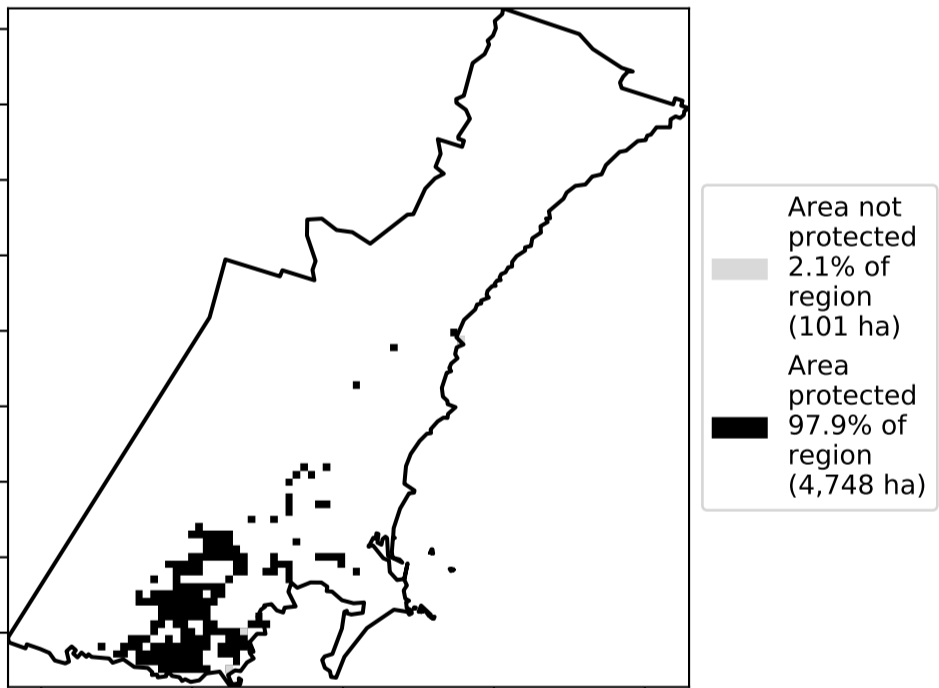 Area not
protected
2.1% of
region
(101 ha)
Area
protected
97.9% of
region
(4,748 ha)